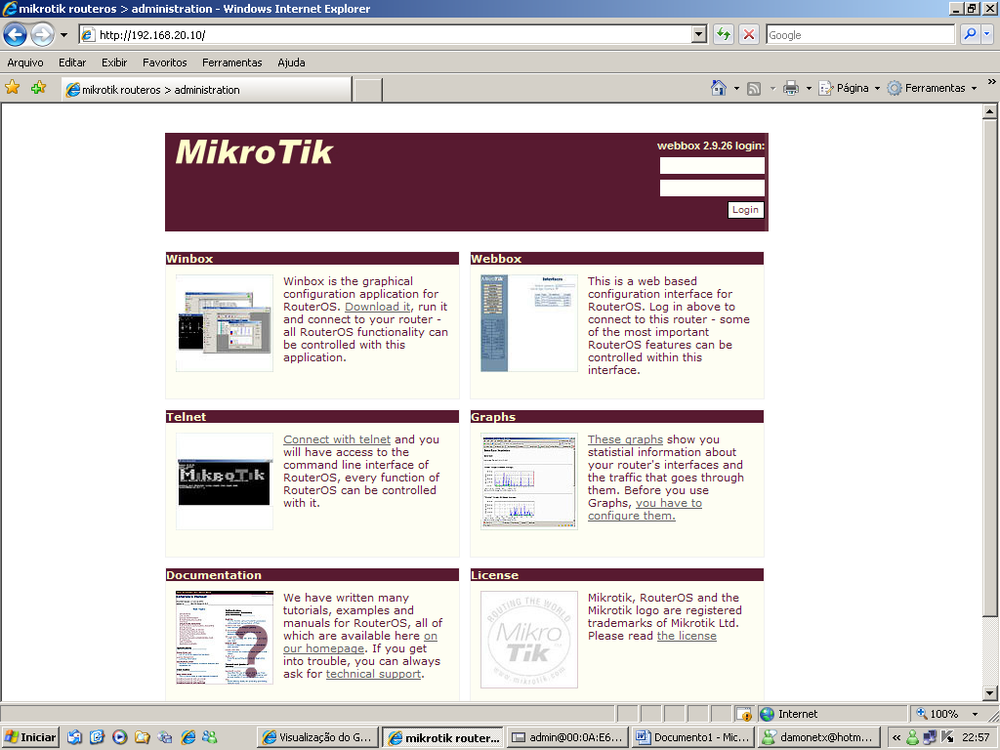 mikrotik routeros > administration - Windows Internet Explorer
http://192.168.20.10/
Google
Arquivo Editar Exibir Favoritos Ferramentas Ajuda
mikrotik routeros > administration
Página Ferramentas
MikroTik
webbox 2.9.26 login:
Login
Winbox
Winbox is the graphical
configuration application for
RouterOS. Download it, run it
and connect to your router -
all RouterOS functionality can
be controlled with this
application.
Webbox
This is a web based
configuration interface for
RouterOS. Log in above to
connect to this router - some
of the most important
RouterOS features can be
controlled within this
interface.
Telnet
MikroTik
Connect with telnet and you
will have access to the
command line interface of
RouterOS, every function of
RouterOS can be controlled
with it.
Graphs
These graphs show you
statistial information about
your router's interfaces and
the traffic that goes through
them. Before you use
Graphs, you have to
configure them.
Documentation
?
We have written many
tutorials, examples and
manuals for RouterOS, all of
which are available here on
our homepage. If you get
into trouble, you can always
ask for technical support.
License
ROUTING THE WORLD
Mikro
Tik
www.mikrotik.com
Mikrotik, RouterOS and the
Mikrotik logo are registered
trademarks of Mikrotik Ltd.
Please read the license
Internet 100%
Iniciar Visualização do G... mikrotik router... admin@00:0A:E6... Documento1 - Mic... damonetx@hotm... 22:57